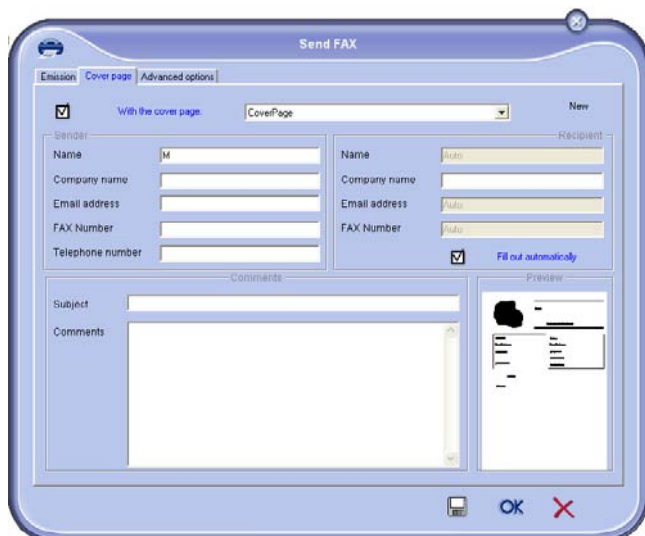 Send FAX
Emission Cover page Advanced options
With the cover page: CoverPage New
Sender
Name M
Company name
Email address
FAX Number
Telephone number
Recipient
Name Auto
Company name
Email address Auto
FAX Number Auto
Fill out automatically
Comments
Subject
Comments
Preview
OK